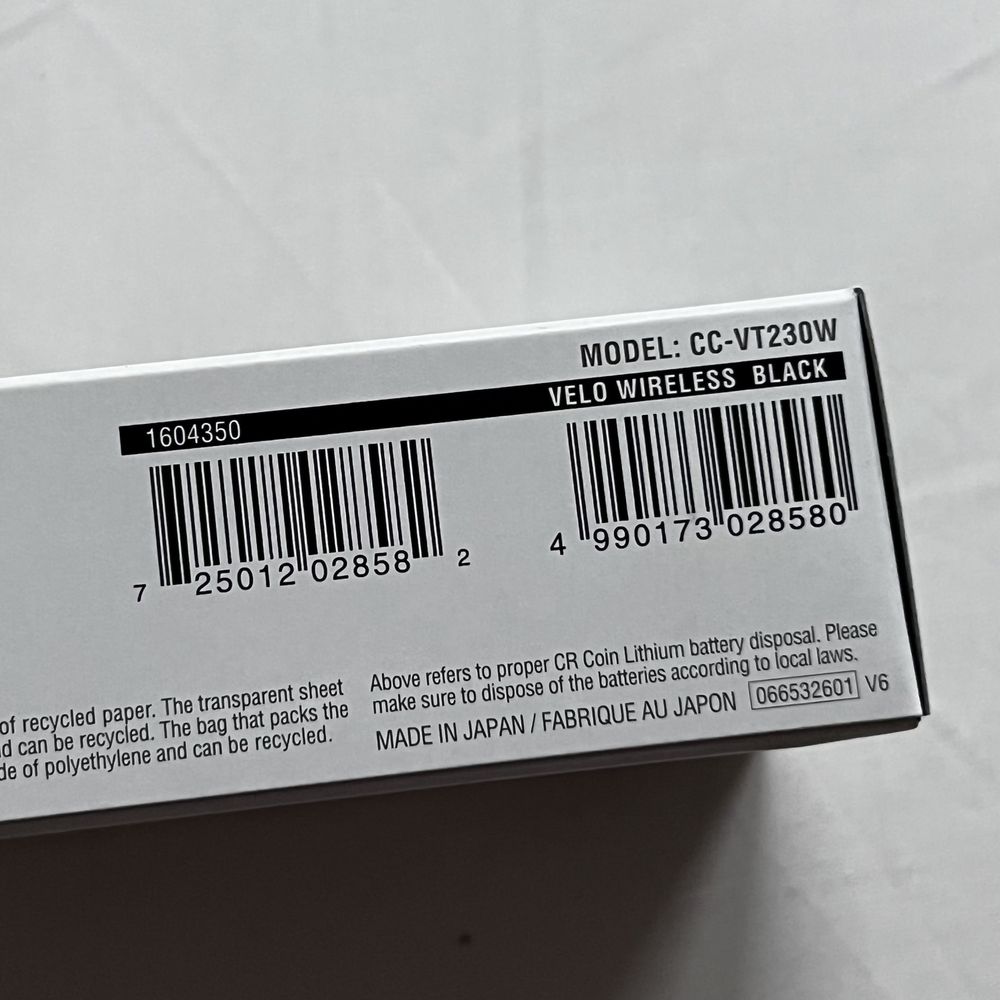 MODEL: CC-VT230W
VELO WIRELESS BLACK
1604350
7 25012 02858 2
4 990173 028580
of recycled paper. The transparent sheet
d can be recycled. The bag that packs the
de of polyethylene and can be recycled.
Above refers to proper CR Coin Lithium battery disposal. Please
make sure to dispose of the batteries according to local laws.
MADE IN JAPAN / FABRIQUE AU JAPON 066532601 V6